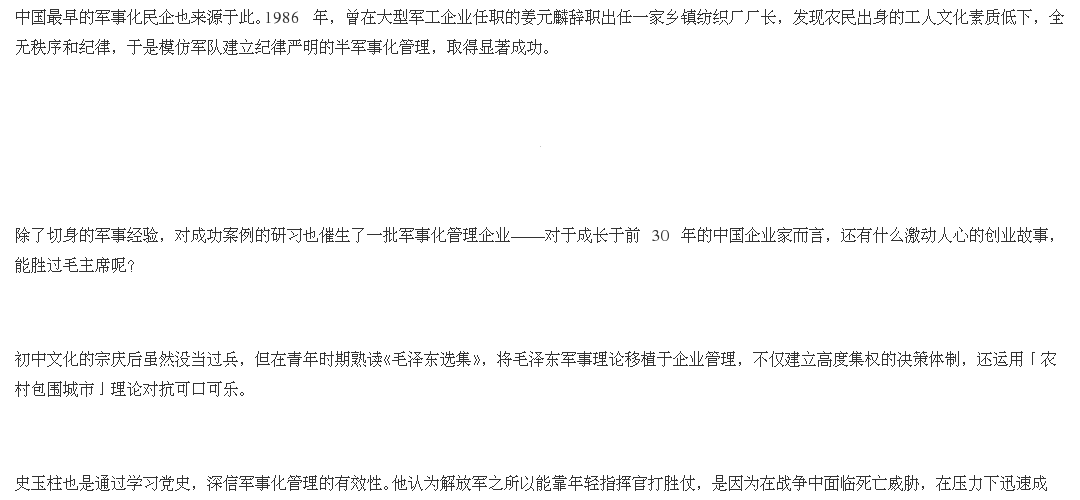 中国最早的军事化民企也来源于此。1986 年，曾在大型军工企业任职的姜元麟辞职出任一家乡镇纺织厂厂长，发现农民出身的工人文化素质低下，全
无秩序和纪律，于是模仿军队建立纪律严明的半军事化管理，取得显著成功。
除了切身的军事经验，对成功案例的研习也催生了一批军事化管理企业——对于成长于前 30 年的中国企业家而言，还有什么激动人心的创业故事，
能胜过毛主席呢？
初中文化的宗庆后虽然没当过兵，但在青年时期熟读《毛泽东选集》，将毛泽东军事理论移植于企业管理，不仅建立高度集权的决策体制，还运用「农
村包围城市」理论对抗可口可乐。
史玉柱也是通过学习党史，深信军事化管理的有效性。他认为解放军之所以能靠年轻指挥官打胜仗，是因为在战争中面临死亡威胁，在压力下迅速成